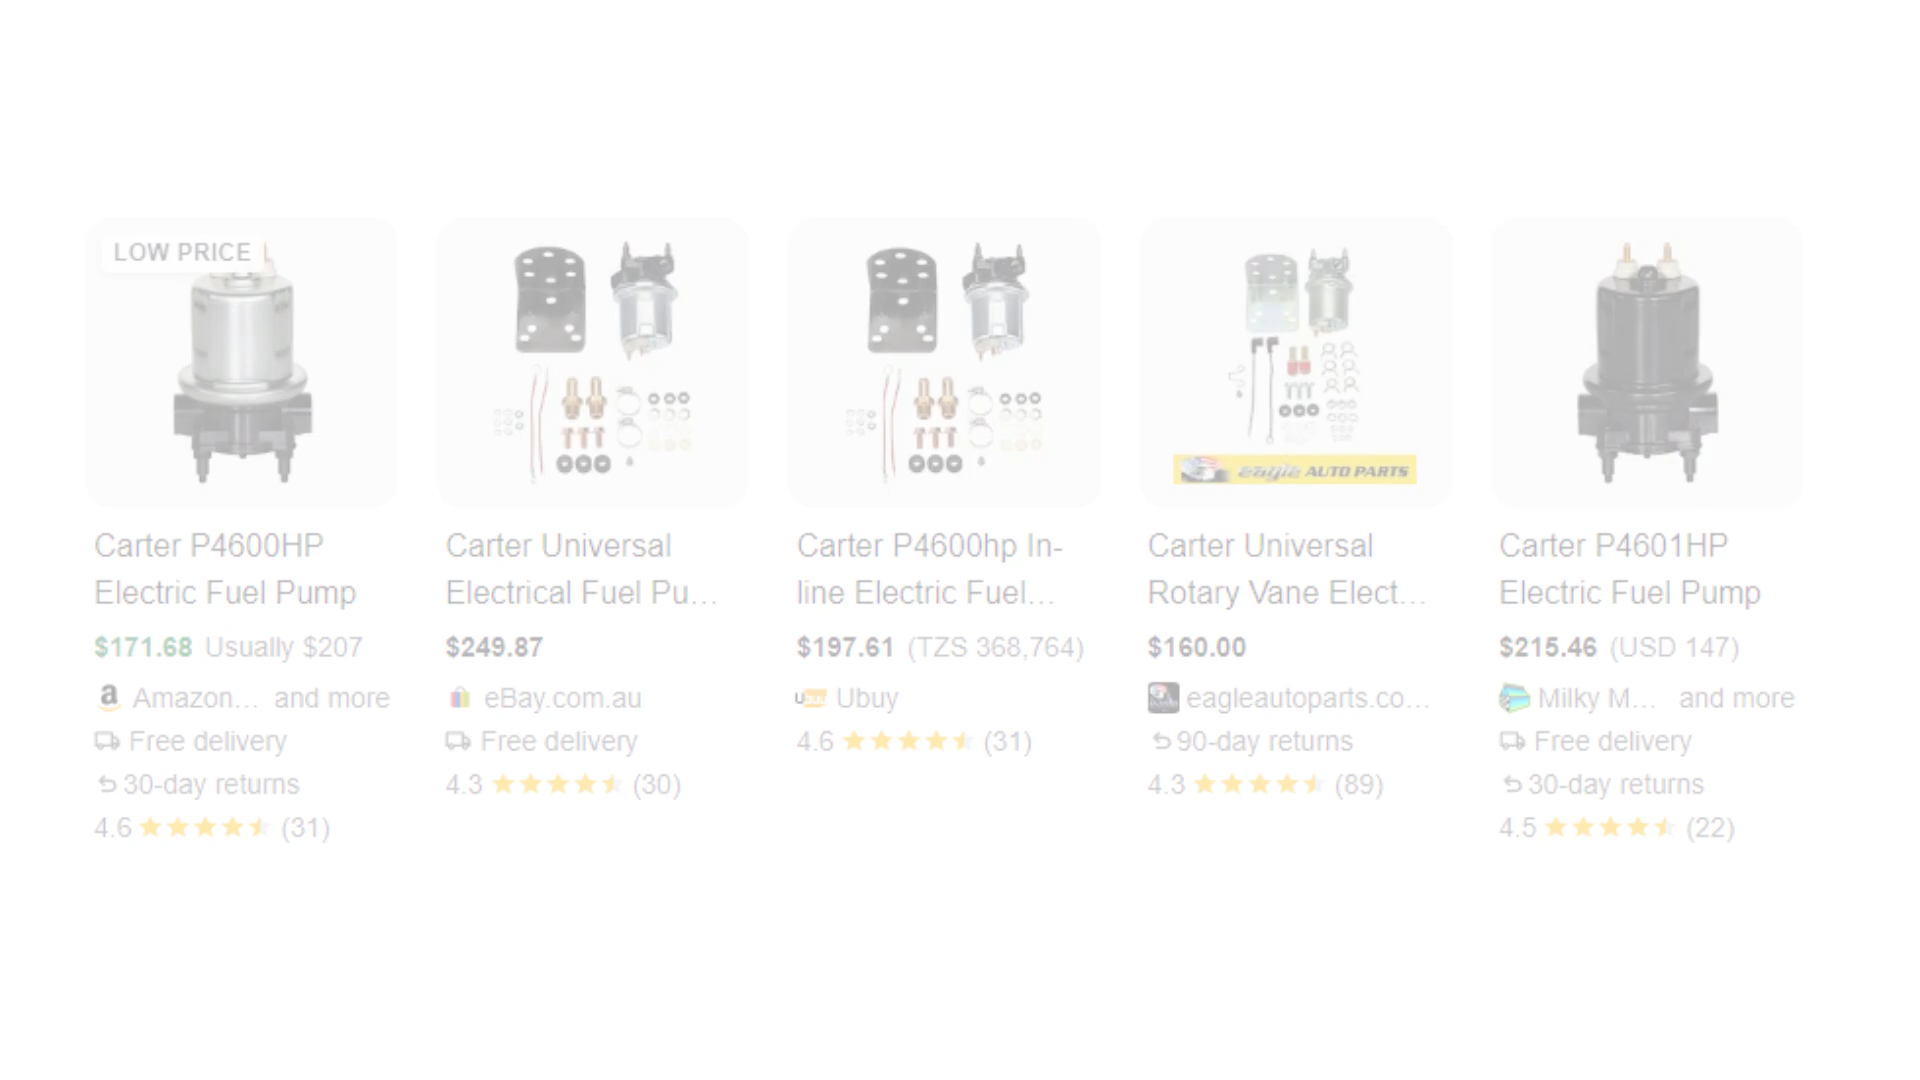 LOW PRICE
eagle AUTO PARTS
Carter P4600HP
Electric Fuel Pump
$171.68 Usually $207
Amazon... and more
Free delivery
30-day returns
4.6 (31)
Carter Universal
Electrical Fuel Pu...
$249.87
eBay.com.au
Free delivery
4.3 (30)
Carter P4600hp In-
line Electric Fuel...
$197.61 (TZS 368,764)
Ubuy
4.6 (31)
Carter Universal
Rotary Vane Elect...
$160.00
eagleautoparts.co...
90-day returns
4.3 (89)
Carter P4601HP
Electric Fuel Pump
$215.46 (USD 147)
Milky M... and more
Free delivery
30-day returns
4.5 (22)